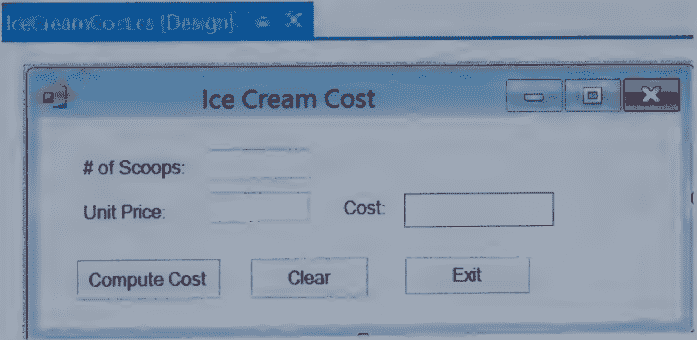 IceCreamCost.cs [Design]
Ice Cream Cost
# of Scoops:
Unit Price:
Cost:
Compute Cost
Clear
Exit